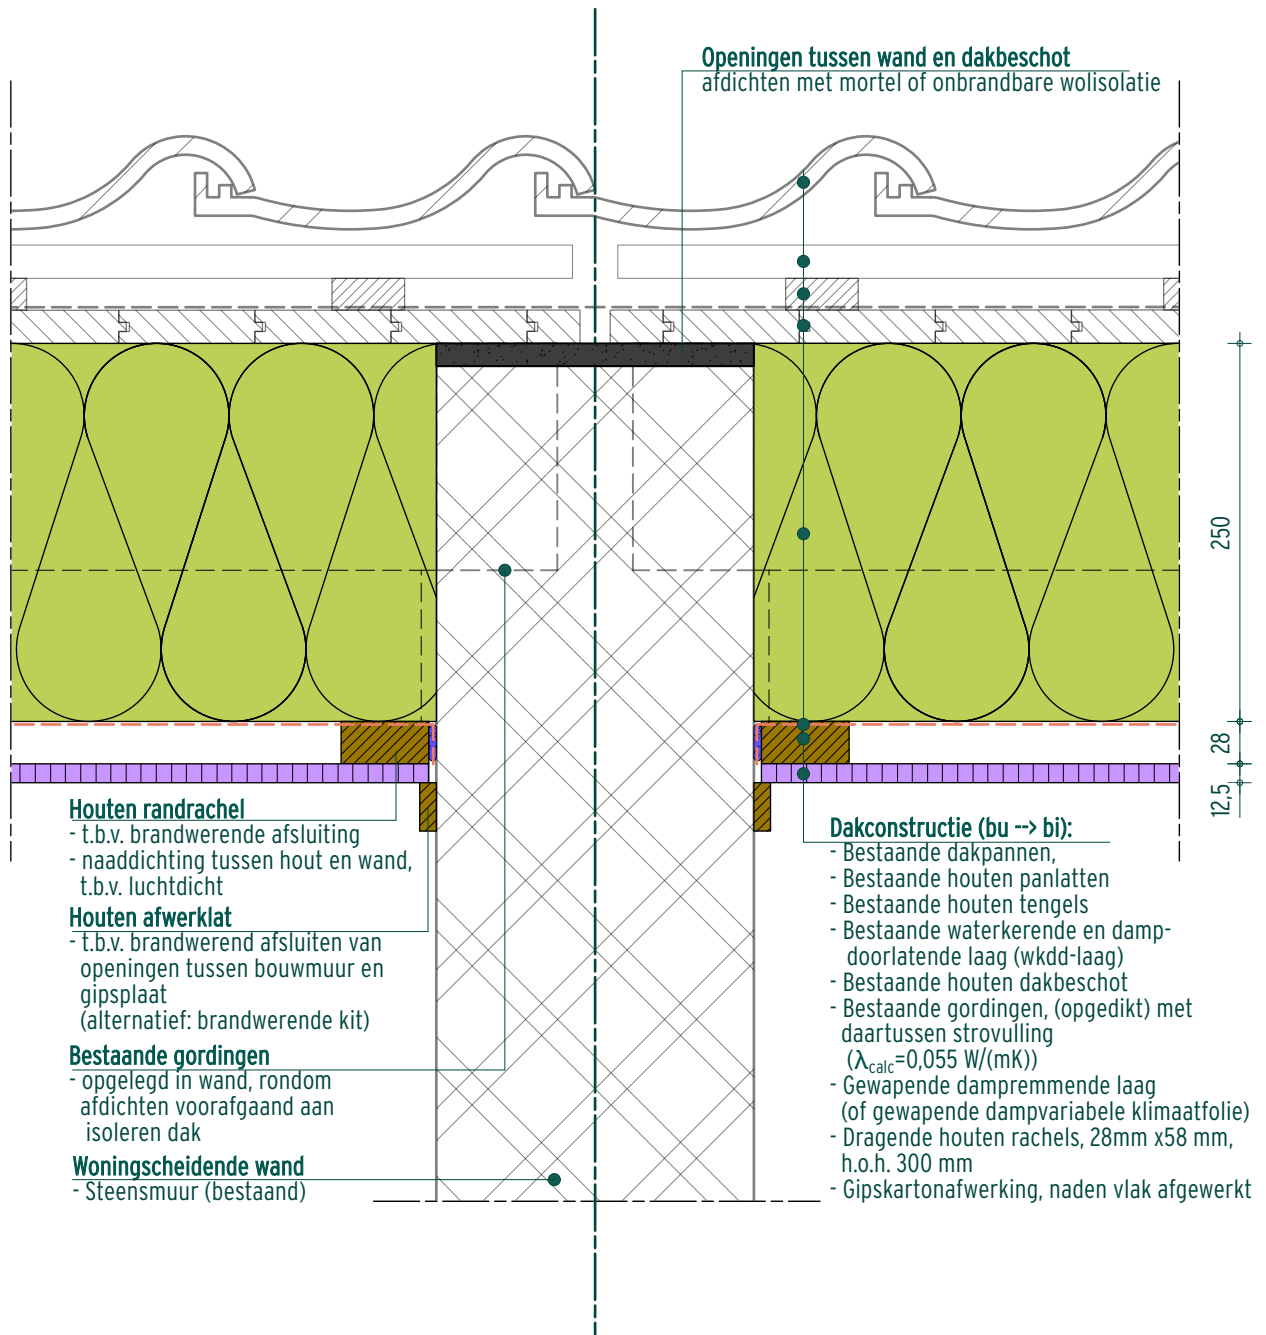 Openingen tussen wand en dakbeschot
afdichten met mortel of onbrandbare wolisolatie
250
28
12,5
Houten randrachel
- t.b.v. brandwerende afsluiting
- naaddichting tussen hout en wand,
t.b.v. luchtdicht
Houten afwerklat
- t.b.v. brandwerend afsluiten van
openingen tussen bouwmuur en
gipsplaat
(alternatief: brandwerende kit)
Bestaande gordingen
- opgelegd in wand, rondom
afdichten voorafgaand aan
isoleren dak
Woningscheidende wand
- Steensmuur (bestaand)
Dakconstructie (bu --> bi):
- Bestaande dakpannen,
- Bestaande houten panlatten
- Bestaande houten tengels
- Bestaande waterkerende en damp-
doorlatende laag (wkdd-laag)
- Bestaande houten dakbeschot
- Bestaande gordingen, (opgedikt) met
daartussen strovulling
(λcalc=0,055 W/(mK))
- Gewapende dampremmende laag
(of gewapende dampvariabele klimaatfolie)
- Dragende houten rachels, 28mm x58 mm,
h.o.h. 300 mm
- Gipskartonafwerking, naden vlak afgewerkt